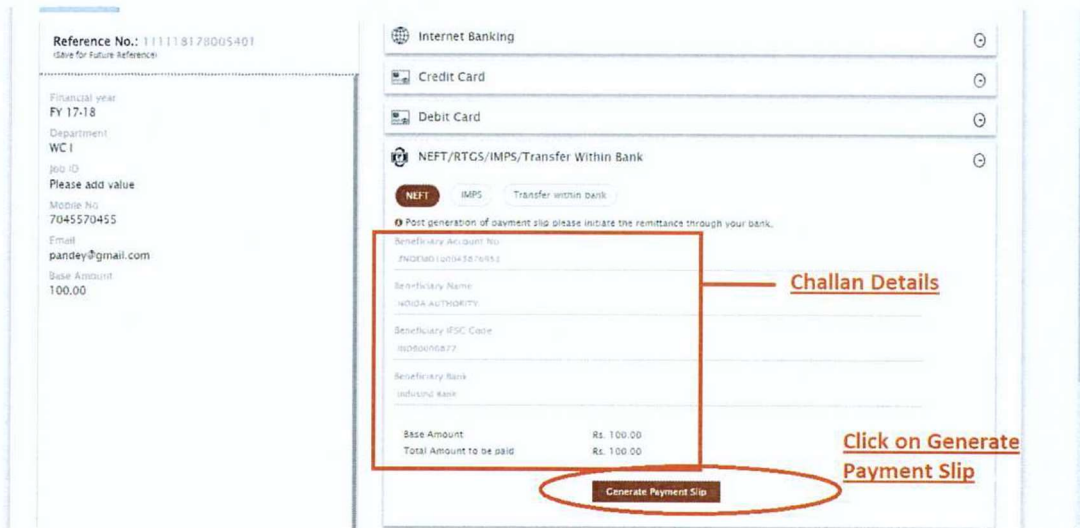 Reference No.: 111118178005401
(Save for Future Reference)
Financial year
FY 17-18
Department
WC I
Job ID
Please add value
Mobile No
7045570455
Email
pandey@gmail.com
Base Amount
100.00
Internet Banking
Credit Card
Debit Card
NEFT/RTGS/IMPS/Transfer Within Bank
NEFT
IMPS
Transfer within bank
Post generation of payment slip please initiate the remittance through your bank.
Beneficiary Account No
Beneficiary Name
NOIDA AUTHORITY
Beneficiary IFSC Code
Beneficiary Bank
Indusind Bank
Base Amount Rs. 100.00
Total Amount to be paid Rs. 100.00
Generate Payment Slip
Challan Details
Click on Generate
Payment Slip